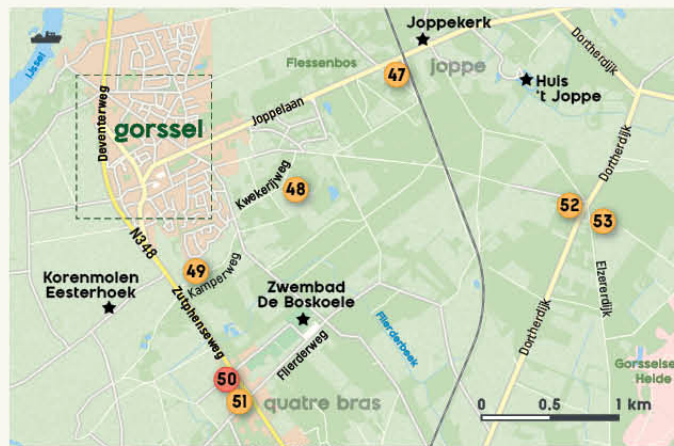 Joppekerk
Dortherdijk
IJssel
Flessenbos
47
joppe
Huis
't Joppe
Deventerweg
gorssel
Joppelaan
Dortherdijk
Kwekerijweg
48
52
53
N348
49
Kamperweg
Korenmolen
Eesterhoek
Zwembad
De Boskoele
Elzererdijk
Zutphenseweg
Flierderweg
Flierderbeek
Dortherdijk
Gorsselse
Heide
50
51
quatre bras
0 0.5 1 km